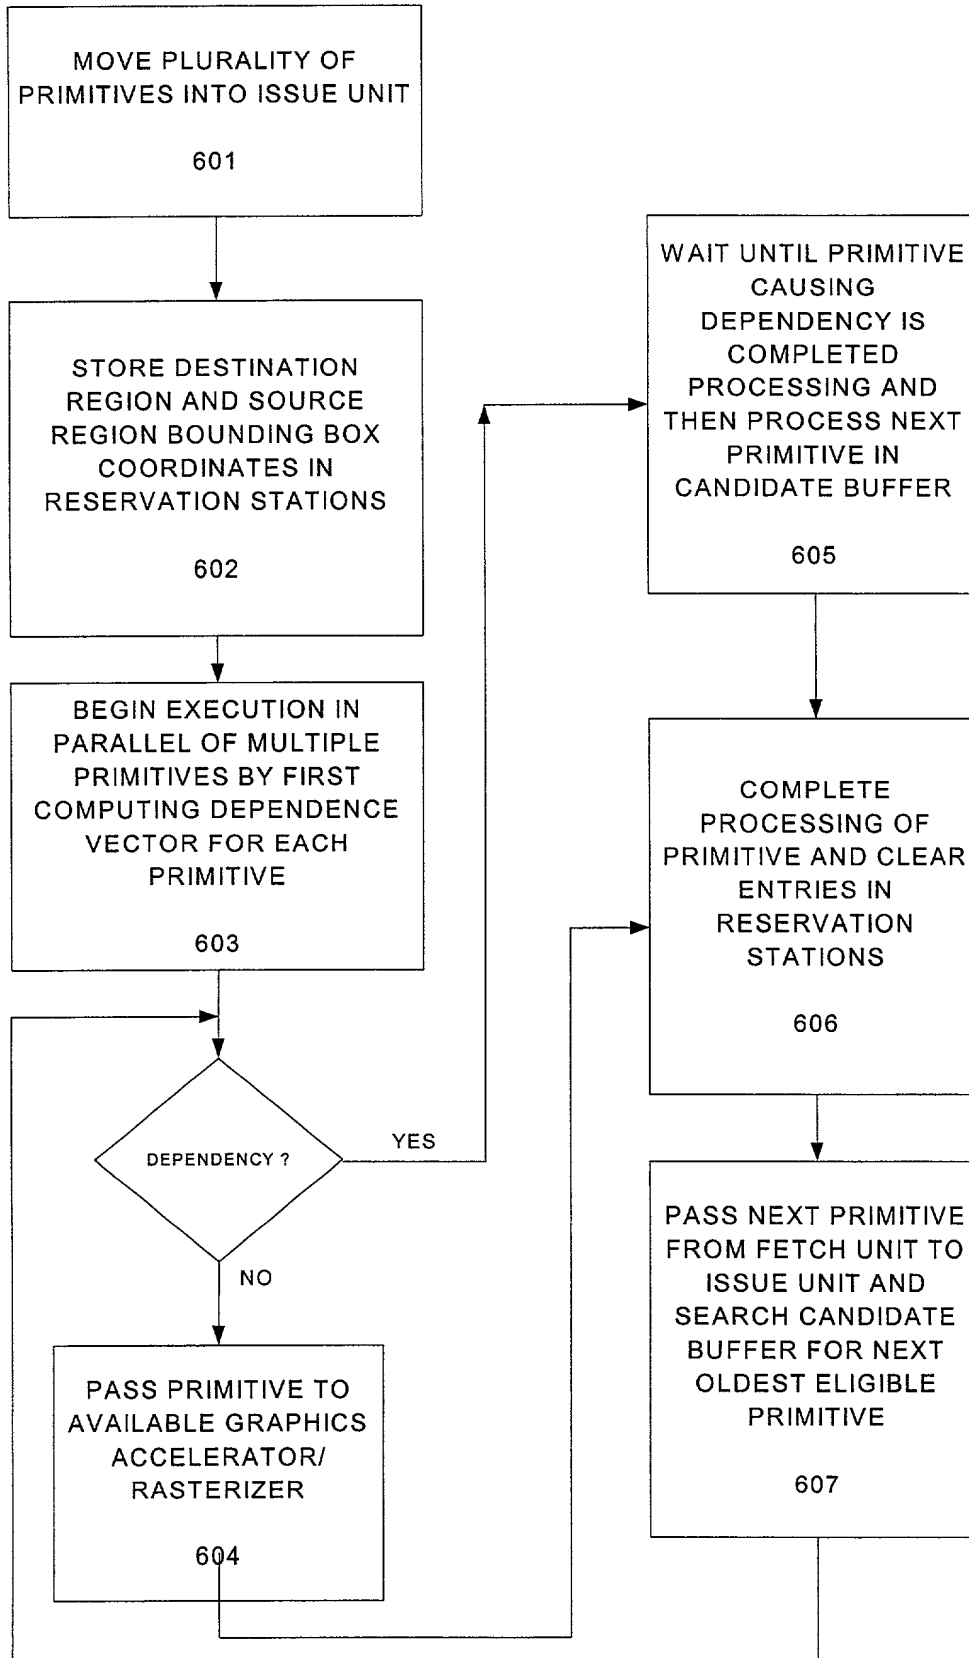 MOVE PLURALITY OF
PRIMITIVES INTO ISSUE UNIT
601
STORE DESTINATION
REGION AND SOURCE
REGION BOUNDING BOX
COORDINATES IN
RESERVATION STATIONS
602
BEGIN EXECUTION IN
PARALLEL OF MULTIPLE
PRIMITIVES BY FIRST
COMPUTING DEPENDENCE
VECTOR FOR EACH
PRIMITIVE
603
DEPENDENCY ?
YES
NO
PASS PRIMITIVE TO
AVAILABLE GRAPHICS
ACCELERATOR/
RASTERIZER
604
WAIT UNTIL PRIMITIVE
CAUSING
DEPENDENCY IS
COMPLETED
PROCESSING AND
THEN PROCESS NEXT
PRIMITIVE IN
CANDIDATE BUFFER
605
COMPLETE
PROCESSING OF
PRIMITIVE AND CLEAR
ENTRIES IN
RESERVATION
STATIONS
606
PASS NEXT PRIMITIVE
FROM FETCH UNIT TO
ISSUE UNIT AND
SEARCH CANDIDATE
BUFFER FOR NEXT
OLDEST ELIGIBLE
PRIMITIVE
607